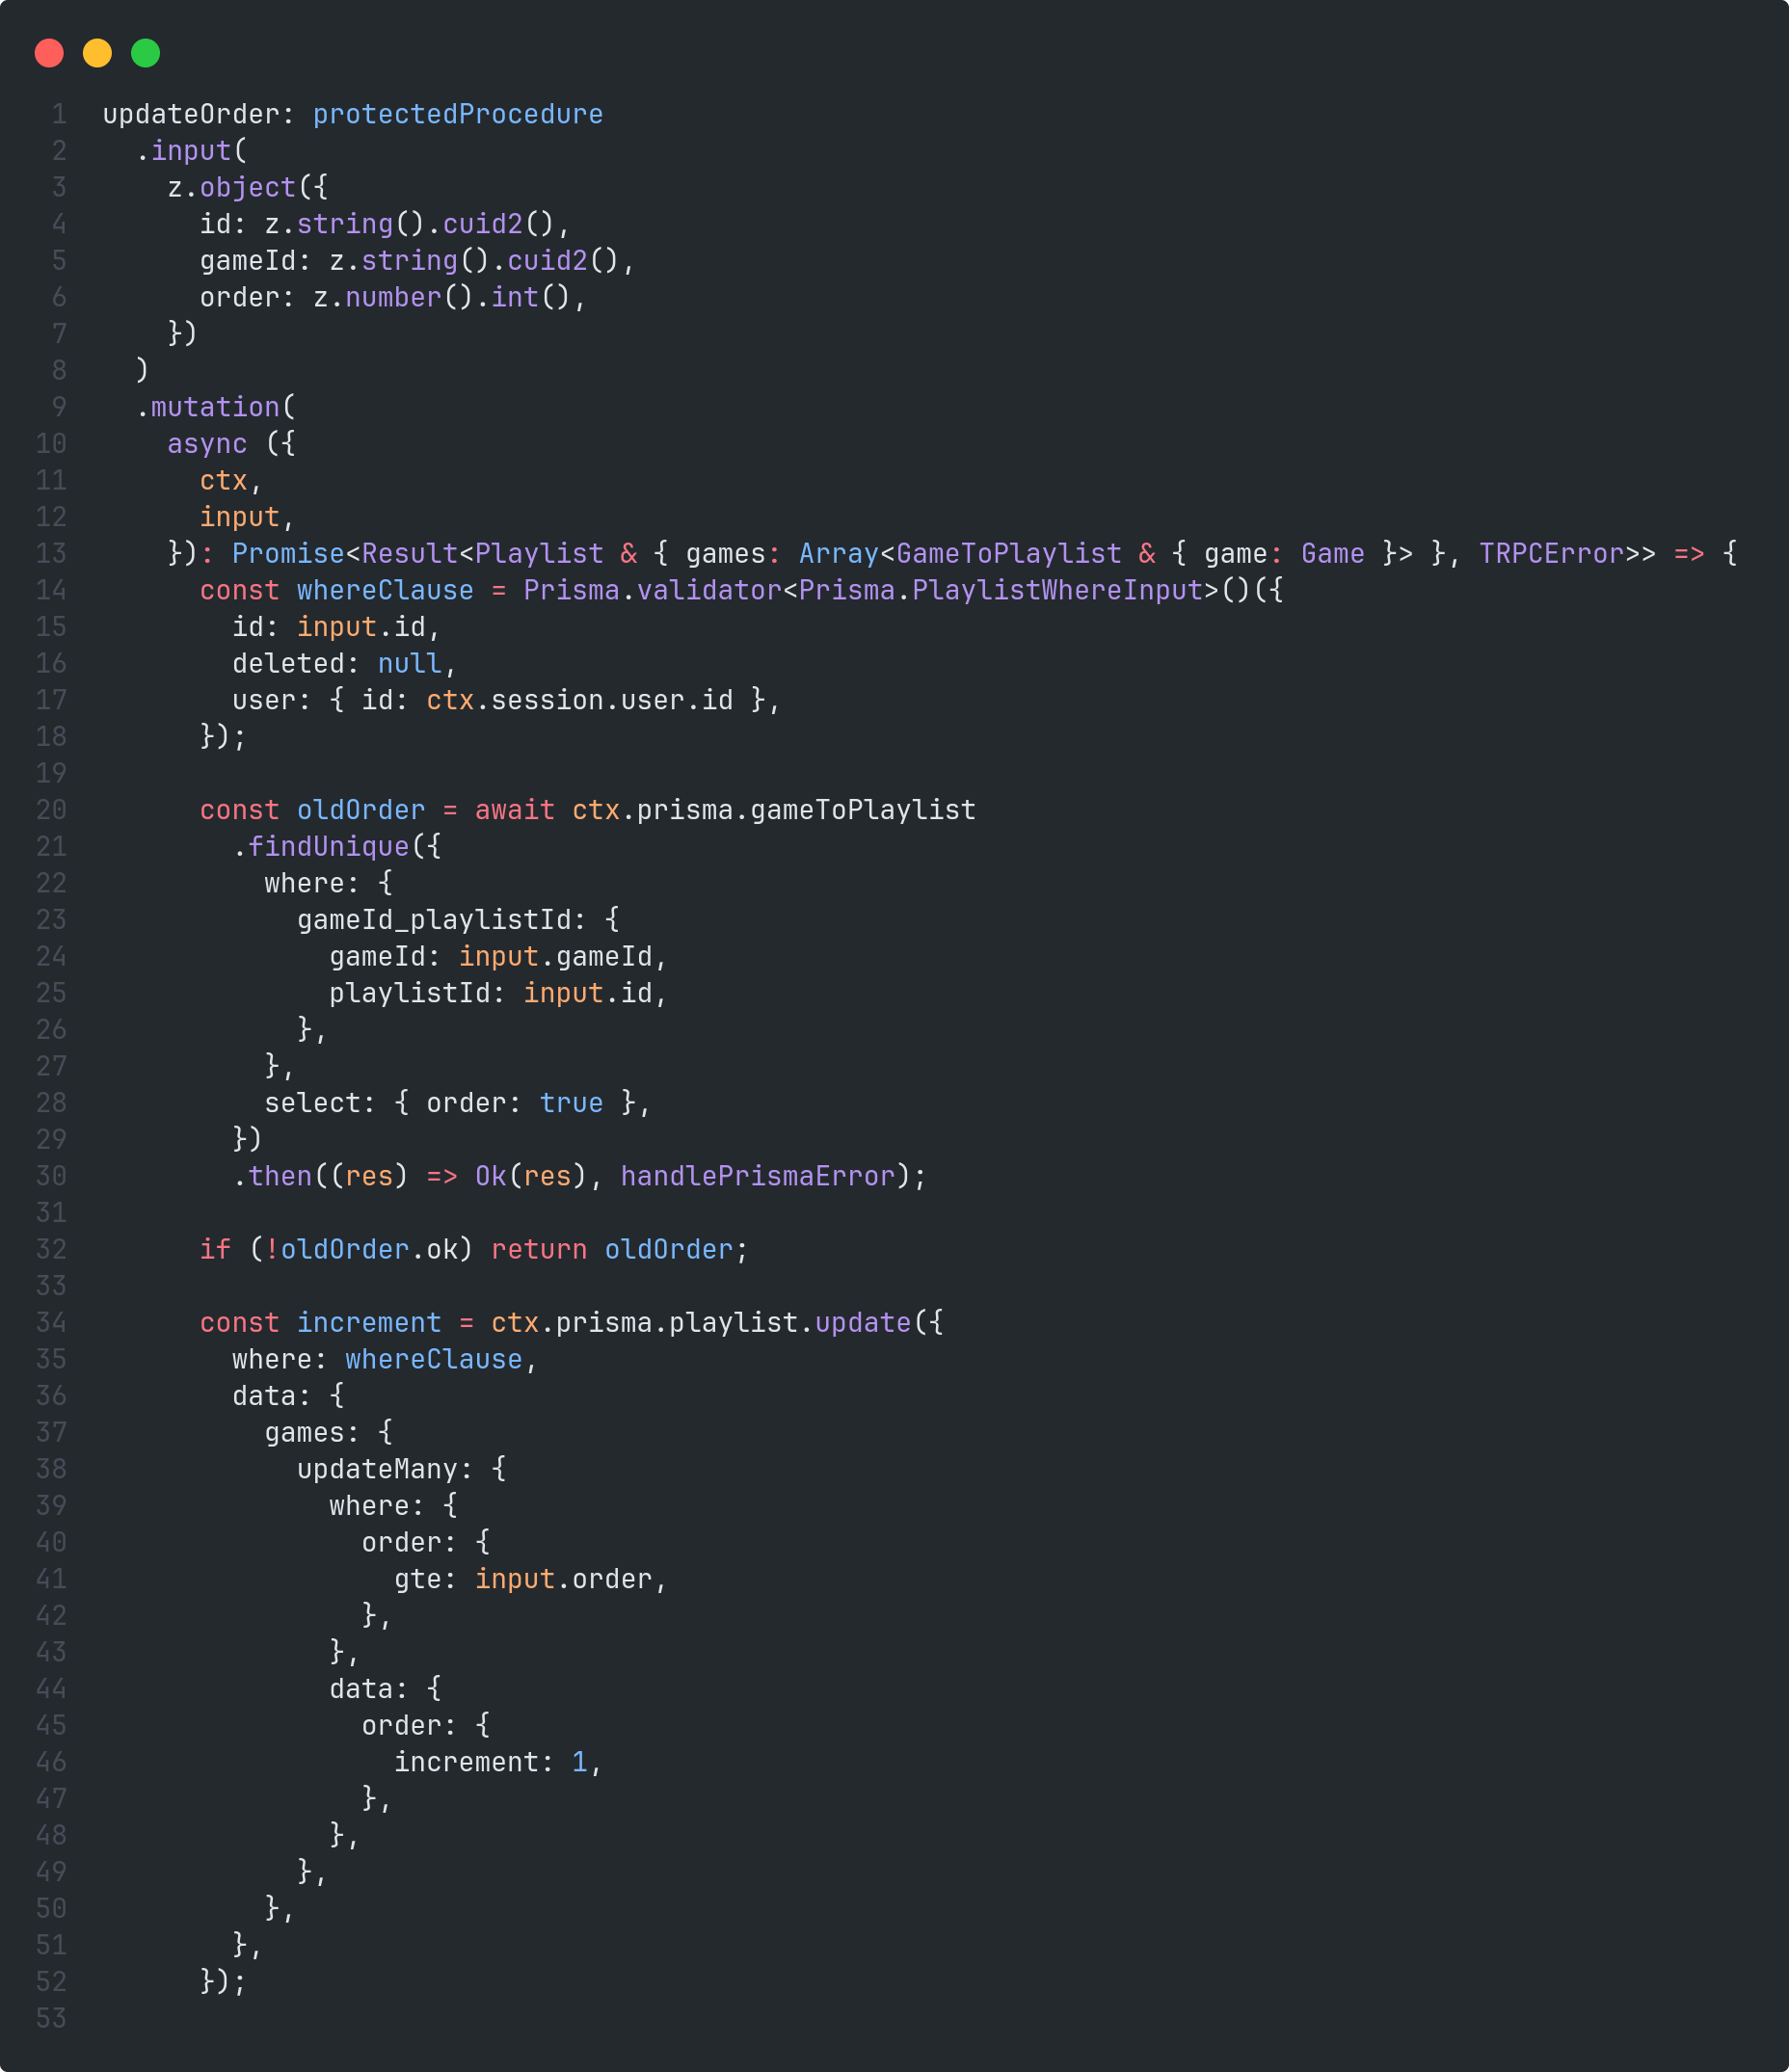 1 updateOrder: protectedProcedure
2   .input(
3     z.object({
4       id: z.string().cuid2(),
5       gameId: z.string().cuid2(),
6       order: z.number().int(),
7     })
8   )
9   .mutation(
10     async ({
11       ctx,
12       input,
13     }): Promise<Result<Playlist & { games: Array<GameToPlaylist & { game: Game }> }, TRPCError>> => {
14       const whereClause = Prisma.validator<Prisma.PlaylistWhereInput>()({
15         id: input.id,
16         deleted: null,
17         user: { id: ctx.session.user.id },
18       });
19
20       const oldOrder = await ctx.prisma.gameToPlaylist
21         .findUnique({
22           where: {
23             gameId_playlistId: {
24               gameId: input.gameId,
25               playlistId: input.id,
26             },
27           },
28           select: { order: true },
29         })
30         .then((res) => Ok(res), handlePrismaError);
31
32       if (!oldOrder.ok) return oldOrder;
33
34       const increment = ctx.prisma.playlist.update({
35         where: whereClause,
36         data: {
37           games: {
38             updateMany: {
39               where: {
40                 order: {
41                   gte: input.order,
42                 },
43               },
44               data: {
45                 order: {
46                   increment: 1,
47                 },
48               },
49             },
50           },
51         },
52       });
53